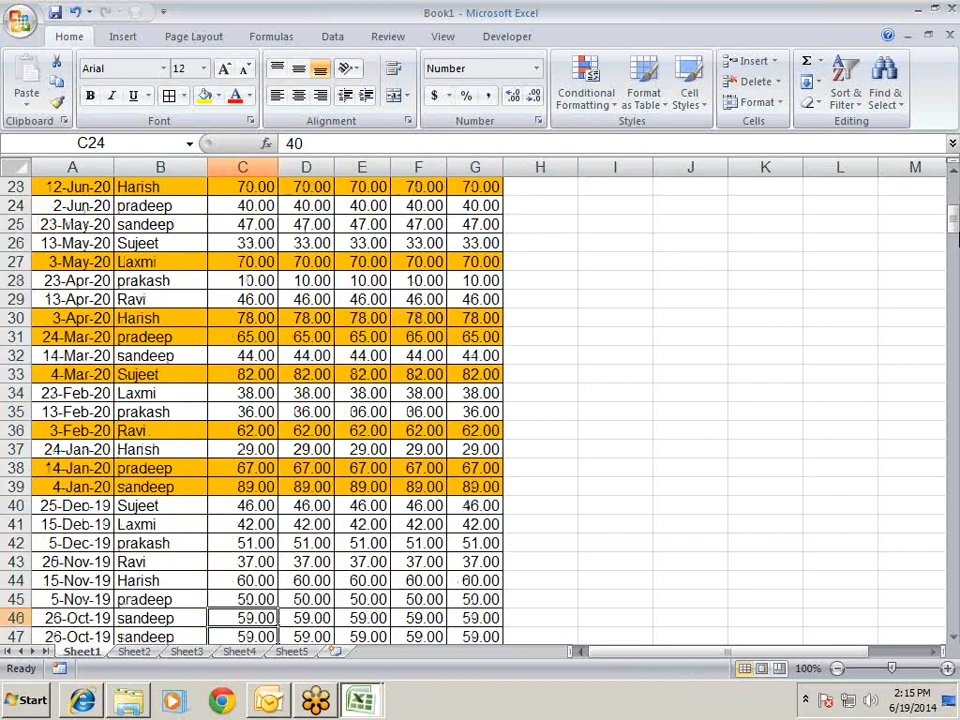 Book1 - Microsoft Excel
Home Insert Page Layout Formulas Data Review View Developer
Paste Arial 12 A A Number Conditional Formatting Format as Table Cell Styles Insert Delete Format Σ Sort & Filter Find & Select
B I U A $ % ,
Clipboard Font Alignment Number Styles Cells Editing
C24 fx 40
A B C D E F G H I J K L M
23 12-Jun-20 Harish 70.00 70.00 70.00 70.00 70.00
24 2-Jun-20 pradeep 40.00 40.00 40.00 40.00 40.00
25 23-May-20 sandeep 47.00 47.00 47.00 47.00 47.00
26 13-May-20 Sujeet 33.00 33.00 33.00 33.00 33.00
27 3-May-20 Laxmi 70.00 70.00 70.00 70.00 70.00
28 23-Apr-20 prakash 10.00 10.00 10.00 10.00 10.00
29 13-Apr-20 Ravi 46.00 46.00 46.00 46.00 46.00
30 3-Apr-20 Harish 78.00 78.00 78.00 78.00 78.00
31 24-Mar-20 pradeep 65.00 65.00 65.00 65.00 65.00
32 14-Mar-20 sandeep 44.00 44.00 44.00 44.00 44.00
33 4-Mar-20 Sujeet 82.00 82.00 82.00 82.00 82.00
34 23-Feb-20 Laxmi 38.00 38.00 38.00 38.00 38.00
35 13-Feb-20 prakash 36.00 36.00 36.00 36.00 36.00
36 3-Feb-20 Ravi 62.00 62.00 62.00 62.00 62.00
37 24-Jan-20 Harish 29.00 29.00 29.00 29.00 29.00
38 14-Jan-20 pradeep 67.00 67.00 67.00 67.00 67.00
39 4-Jan-20 sandeep 89.00 89.00 89.00 89.00 89.00
40 25-Dec-19 Sujeet 46.00 46.00 46.00 46.00 46.00
41 15-Dec-19 Laxmi 42.00 42.00 42.00 42.00 42.00
42 5-Dec-19 prakash 51.00 51.00 51.00 51.00 51.00
43 25-Nov-19 Ravi 37.00 37.00 37.00 37.00 37.00
44 15-Nov-19 Harish 60.00 60.00 60.00 60.00 60.00
45 5-Nov-19 pradeep 50.00 50.00 50.00 50.00 50.00
46 26-Oct-19 sandeep 59.00 59.00 59.00 59.00 59.00
47 26-Oct-19 sandeep 59.00 59.00 59.00 59.00 59.00
Sheet1 Sheet2 Sheet3 Sheet4 Sheet5
Ready 100%
Start 2:15 PM
6/19/2014